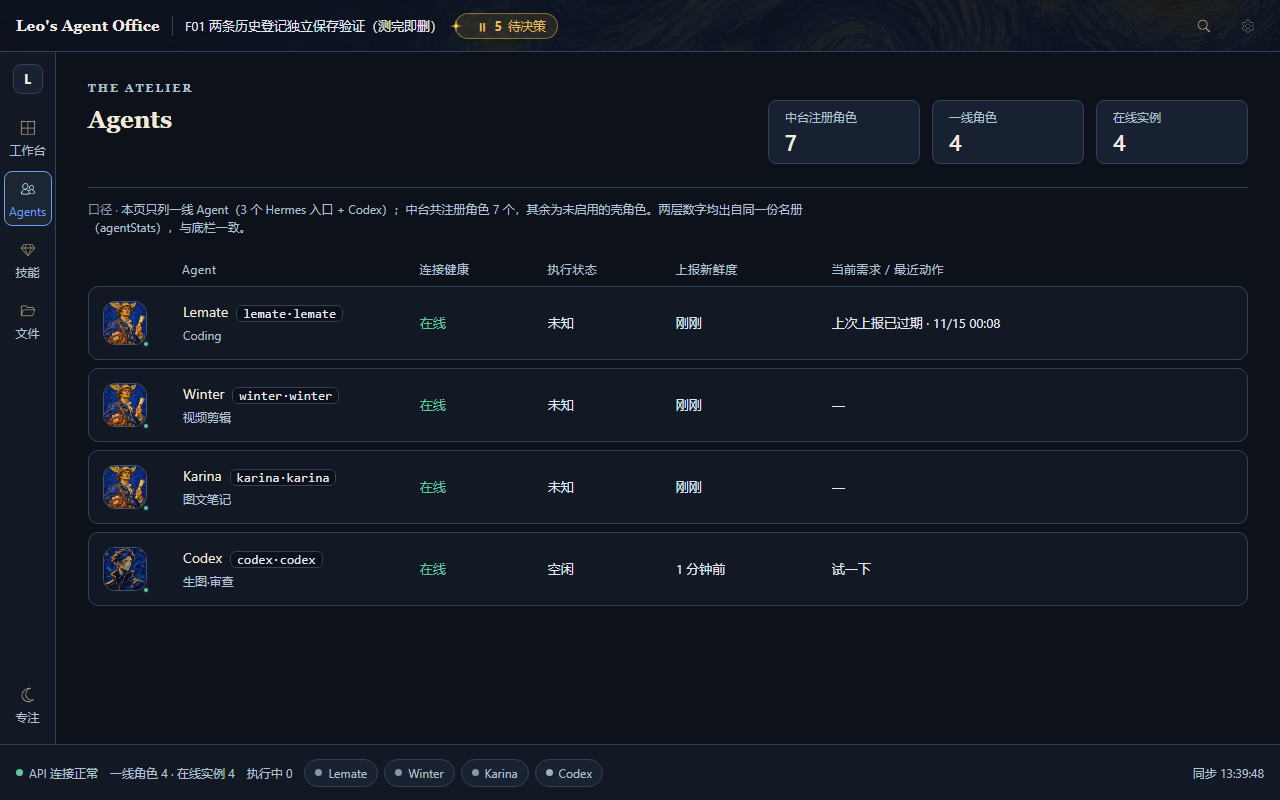 Leo's Agent Office
F01 两条历史登记独立保存验证（测完即删）
5 待决策
L
工作台
Agents
技能
文件
专注
THE ATELIER
Agents
中台注册角色
7
一线角色
4
在线实例
4
口径 · 本页只列一线 Agent（3 个 Hermes 入口 + Codex）；中台共注册角色 7 个，其余为未启用的壳角色。两层数字均出自同一份名册
（agentStats），与底栏一致。
Agent 连接健康 执行状态 上报新鲜度 当前需求 / 最近动作
Lemate lemate·lemate
Coding
在线 未知 刚刚 上次上报已过期 · 11/15 00:08
Winter winter·winter
视频剪辑
在线 未知 刚刚 —
Karina karina·karina
图文笔记
在线 未知 刚刚 —
Codex codex·codex
生图·审查
在线 空闲 1 分钟前 试一下
API 连接正常 一线角色 4 · 在线实例 4 执行中 0 Lemate Winter Karina Codex 同步 13:39:48